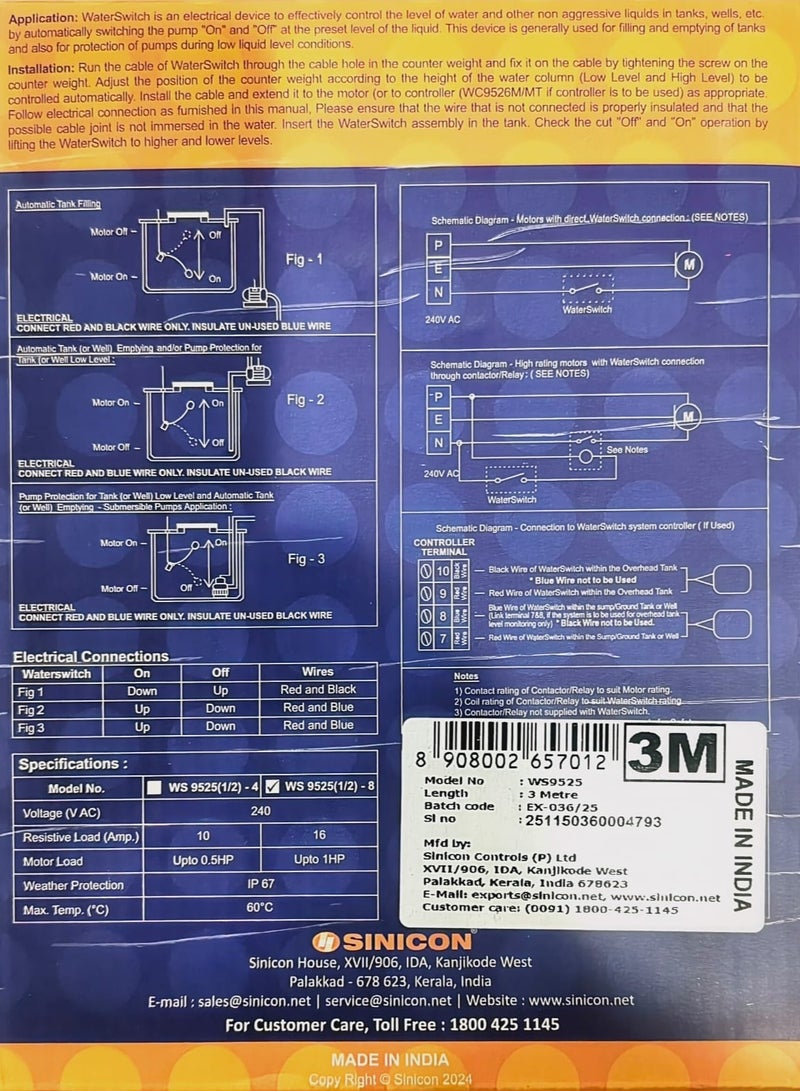 Application: WaterSwitch is an electrical device to effectively control the level of water and other non aggressive liquids in tanks, wells, etc.
by automatically switching the pump "On" and "Off" at the preset level of the liquid. This device is generally used for filling and emptying of tanks
and also for protection of pumps during low liquid level conditions.
Installation: Run the cable of WaterSwitch through the cable hole in the counter weight and fix it on the cable by tightening the screw on the
counter weight. Adjust the position of the counter weight according to the height of the water column (Low Level and High Level) to be
controlled automatically. Install the cable and extend it to the motor (or to controller (WC9526M/MT if controller is to be used) as appropriate.
Follow electrical connection as furnished in this manual, Please ensure that the wire that is not connected is properly insulated and that the
possible cable joint is not immersed in the water. Insert the WaterSwitch assembly in the tank. Check the cut "Off" and "On" operation by
lifting the WaterSwitch to higher and lower levels.
Automatic Tank Filling
Motor Off
Off
Fig - 1
Motor On
On
ELECTRICAL
CONNECT RED AND BLACK WIRE ONLY. INSULATE UN-USED BLUE WIRE
Automatic Tank (or Well) Emptying and/or Pump Protection for
Tank (or Well Low Level :
Motor On
On
Fig - 2
Motor Off
Off
ELECTRICAL
CONNECT RED AND BLUE WIRE ONLY. INSULATE UN-USED BLACK WIRE
Pump Protection for Tank (or Well) Low Level and Automatic Tank
(or Well) Emptying - Submersible Pumps Application :
Motor On
On
Fig - 3
Motor Off
Off
ELECTRICAL
CONNECT RED AND BLUE WIRE ONLY. INSULATE UN-USED BLACK WIRE
Electrical Connections
Waterswitch On Off Wires
Fig 1 Down Up Red and Black
Fig 2 Up Down Red and Blue
Fig 3 Up Down Red and Blue
Specifications :
Model No. WS 9525(1/2) - 4 WS 9525(1/2) - 8
Voltage (V AC) 240
Resistive Load (Amp.) 10 16
Motor Load Upto 0.5HP Upto 1HP
Weather Protection IP 67
Max. Temp. (°C) 60°C
Schematic Diagram - Motors with direct WaterSwitch connection : (SEE NOTES)
P
E
N
M
WaterSwitch
240V AC
Schematic Diagram - High rating motors with WaterSwitch connection
through contactor/Relay : ( SEE NOTES)
P
E
N
M
See Notes
240V AC
WaterSwitch
Schematic Diagram - Connection to WaterSwitch system controller ( If Used)
CONTROLLER
TERMINAL
10 Black Wire Black Wire of WaterSwitch within the Overhead Tank
* Blue Wire not to be Used
9 Red Wire Red Wire of WaterSwitch within the Overhead Tank
8 Blue Wire Blue Wire of WaterSwitch within the sump/Ground Tank or Well
(Link terminal 7&8, if the system is to be used for overhead tank
level monitoring only) * Black Wire not to be Used.
7 Red Wire Red Wire of WaterSwitch within the Sump/Ground Tank or Well
Notes
1) Contact rating of Contactor/Relay to suit Motor rating.
2) Coil rating of Contactor/Relay to suit WaterSwitch rating
3) Contactor/Relay not supplied with WaterSwitch.
8 908002 657012
3M
MADE IN INDIA
Model No : WS9525
Length : 3 Metre
Batch code : EX-036/25
Sl no : 251150360004793
Mfd by:
Sinicon Controls (P) Ltd
XVII/906, IDA, Kanjikode West
Palakkad, Kerala, India 678623
E-Mail: exports@sinicon.net, www.sinicon.net
Customer care: (0091) 1800-425-1145
SINICON
Sinicon House, XVII/906, IDA, Kanjikode West
Palakkad - 678 623, Kerala, India
E-mail : sales@sinicon.net | service@sinicon.net | Website : www.sinicon.net
For Customer Care, Toll Free : 1800 425 1145
MADE IN INDIA
Copy Right © Sinicon 2024